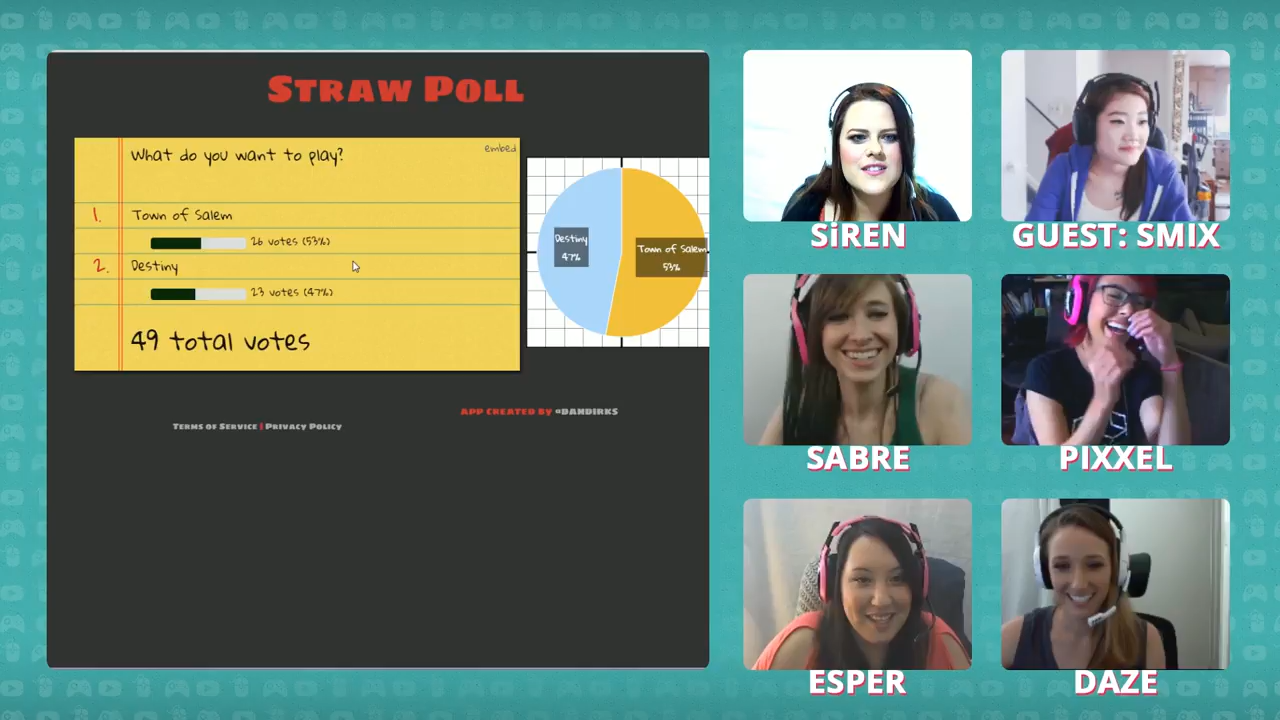 STRAW POLL
What do you want to play?
embed
1. Town of Salem
26 votes (53%)
2. Destiny
23 votes (47%)
49 total votes
Destiny
47%
Town of Salem
53%
APP CREATED BY @DANDIRKS
TERMS OF SERVICE | PRIVACY POLICY
SiREN
GUEST: SMIX
SABRE
PIXXEL
ESPER
DAZE